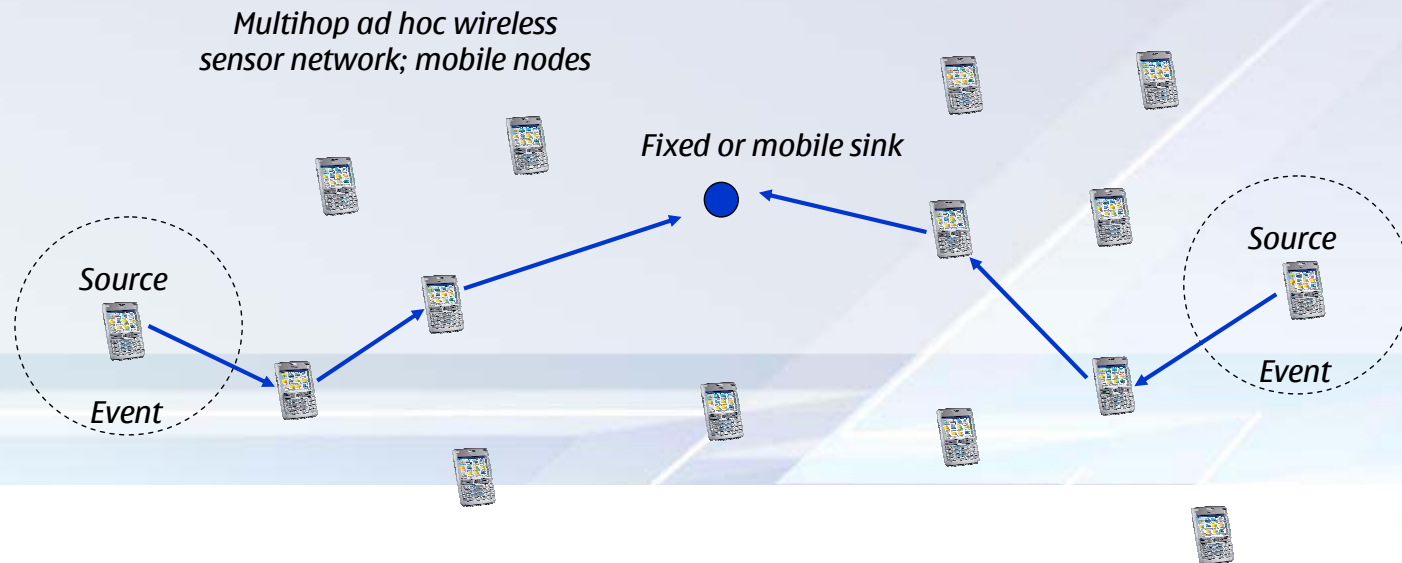 Multihop ad hoc wireless
sensor network; mobile nodes
Fixed or mobile sink
Source
Event
Source
Event